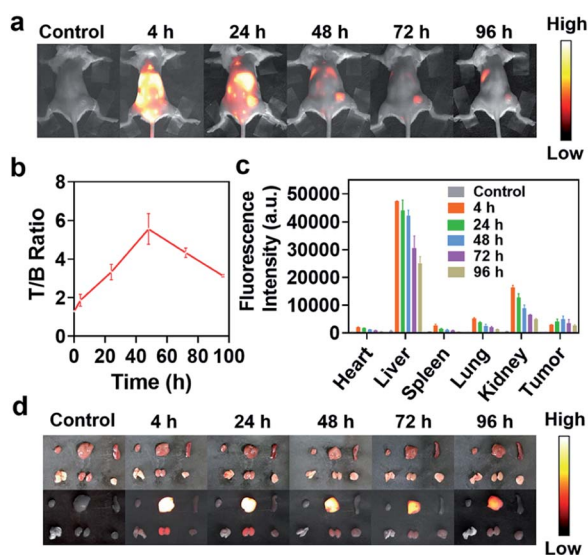 a
Control 4 h 24 h 48 h 72 h 96 h
High
Low
b
T/B Ratio
8
6
4
2
0
0 20 40 60 80 100
Time (h)
c
Fluorescence
Intensity (a.u.)
50000
40000
30000
20000
10000
0
Control
4 h
24 h
48 h
72 h
96 h
Heart
Liver
Spleen
Lung
Kidney
Tumor
d
Control 4 h 24 h 48 h 72 h 96 h
High
Low